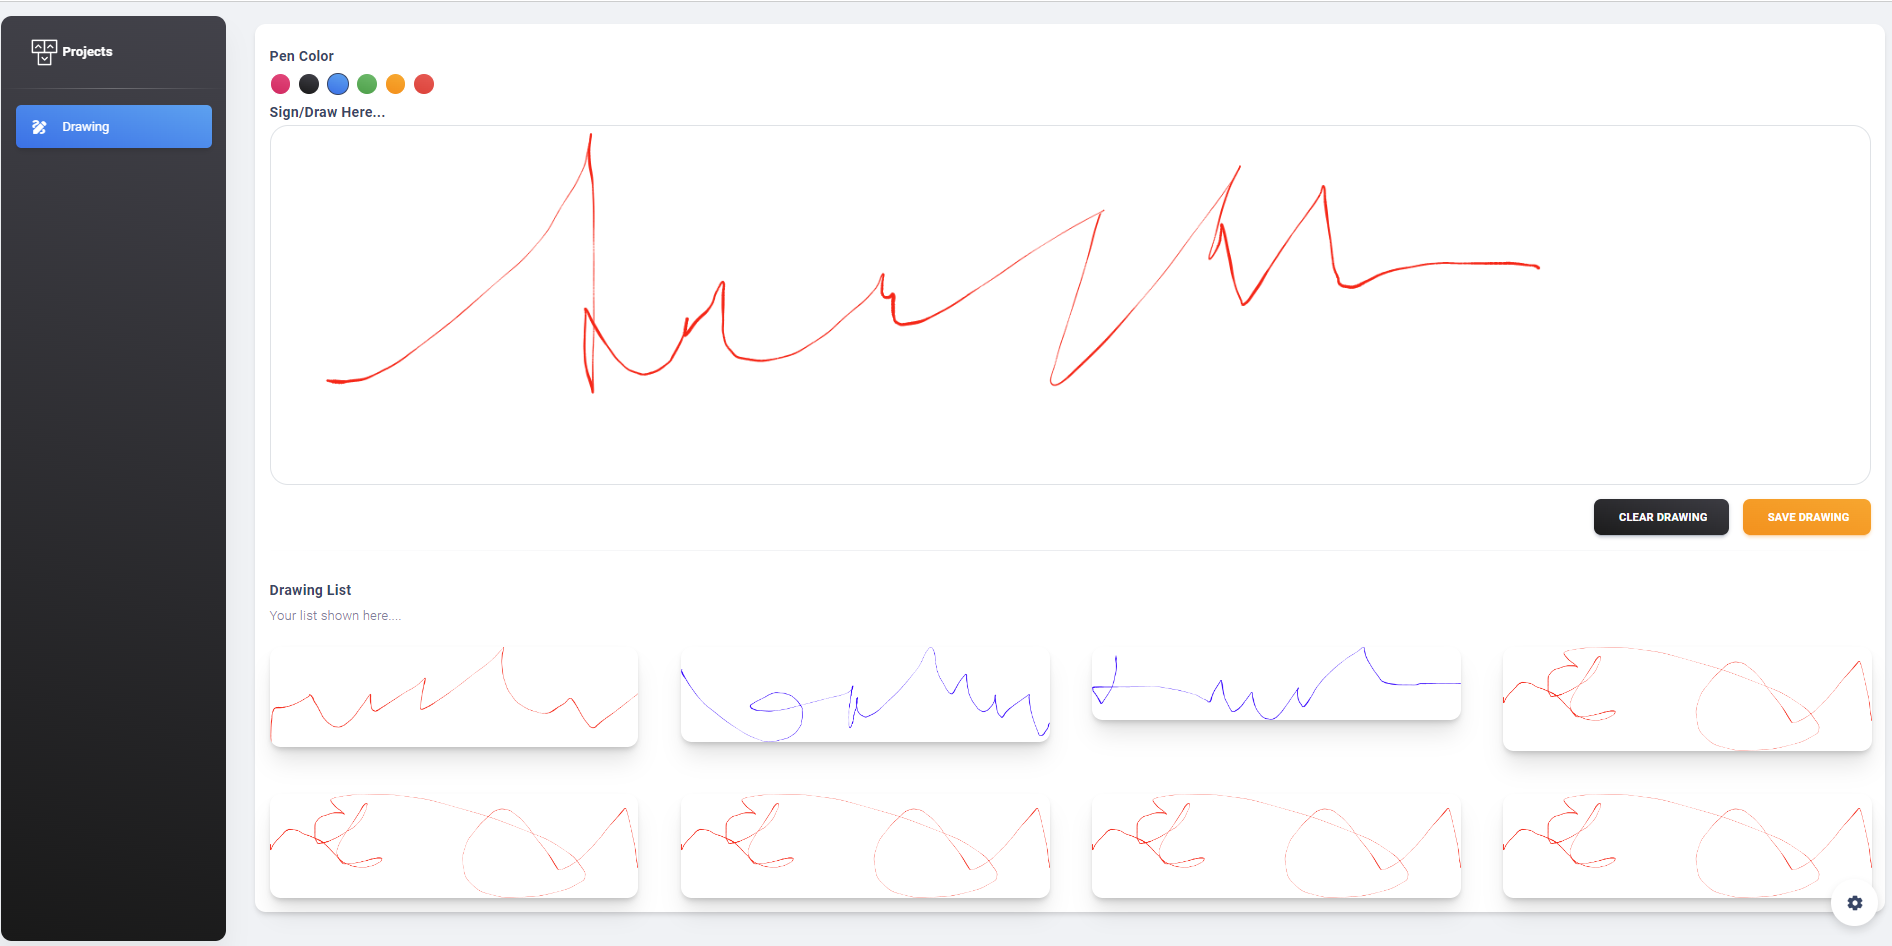 Projects
Drawing
Pen Color
Sign/Draw Here...
CLEAR DRAWING
SAVE DRAWING
Drawing List
Your list shown here....